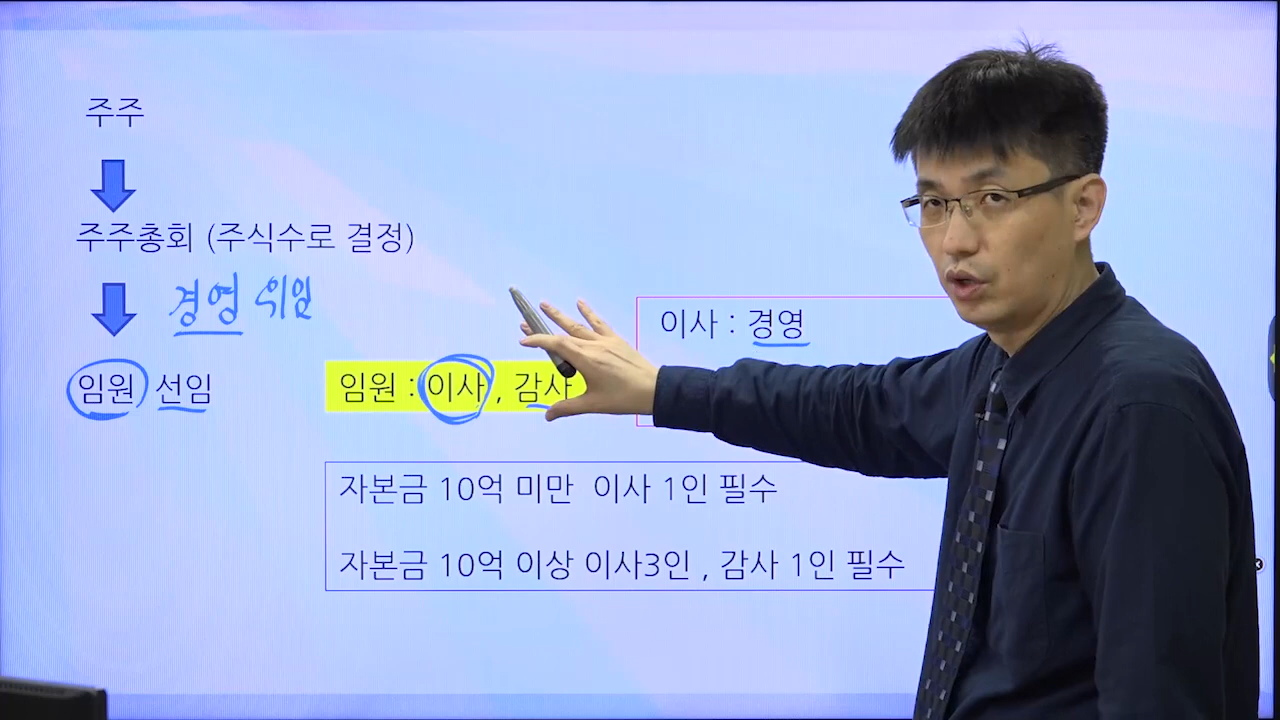 주주
주주총회 (주식수로 결정)
경영 위임
임원 선임
임원 : 이사 , 감사
이사 : 경영
자본금 10억 미만 이사 1인 필수
자본금 10억 이상 이사3인 , 감사 1인 필수